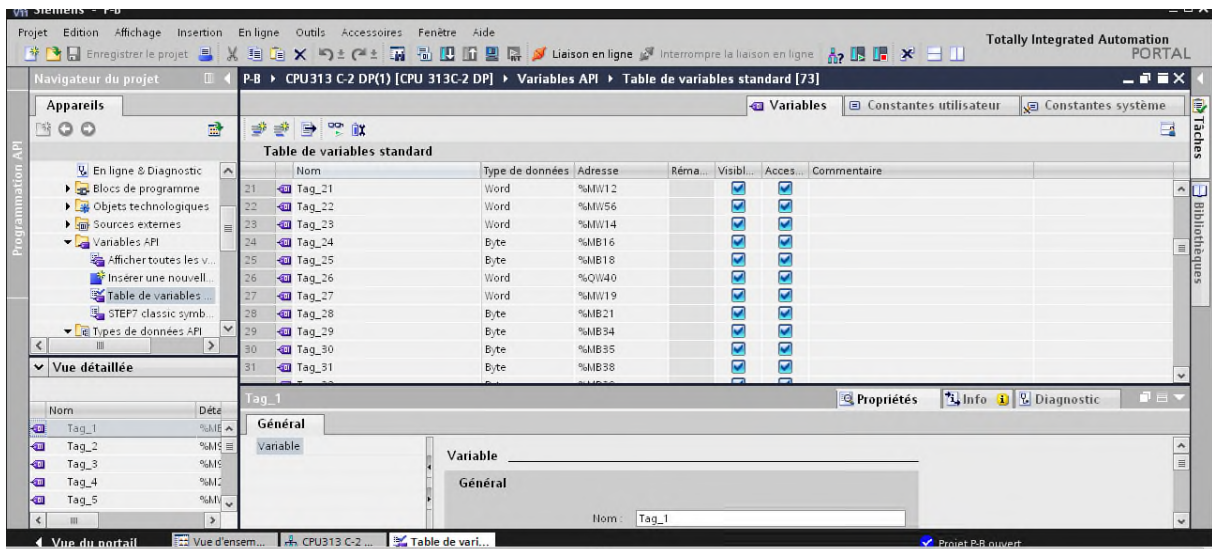 Siemens - P-B
Projet Edition Affichage Insertion En ligne Outils Accessoires Fenêtre Aide
Totally Integrated Automation
PORTAL
Enregistrer le projet
Liaison en ligne
Interrompre la liaison en ligne
Navigateur du projet
P-B CPU313 C-2 DP(1) [CPU 313C-2 DP] Variables API Table de variables standard [73]
Appareils
Variables
Constantes utilisateur
Constantes système
Programmation API
Tâches
Bibliothèques
Table de variables standard
En ligne & Diagnostic
Blocs de programme
Objets technologiques
Sources externes
Variables API
Afficher toutes les v...
Insérer une nouvell...
Table de variables ...
STEP7 classic symb...
Types de données API
Nom Type de données Adresse Réma... Visibl... Acces... Commentaire
21 Tag_21 Word %MW12
22 Tag_22 Word %MW56
23 Tag_23 Word %MW14
24 Tag_24 Byte %MB16
25 Tag_25 Byte %MB18
26 Tag_26 Word %QW40
27 Tag_27 Word %MW19
28 Tag_28 Byte %MB21
29 Tag_29 Byte %MB34
30 Tag_30 Byte %MB35
31 Tag_31 Byte %MB38
Vue détaillée
Nom Déta
Tag_1
Tag_2 %M9
Tag_3 %M9
Tag_4 %M2
Tag_5
Tag_1
Propriétés
Info
Diagnostic
Général
Variable
Variable
Général
Nom : Tag_1
Vue du portail
Vue d'ensem...
CPU313 C-2 ...
Table de vari...
Projet P-B ouvert